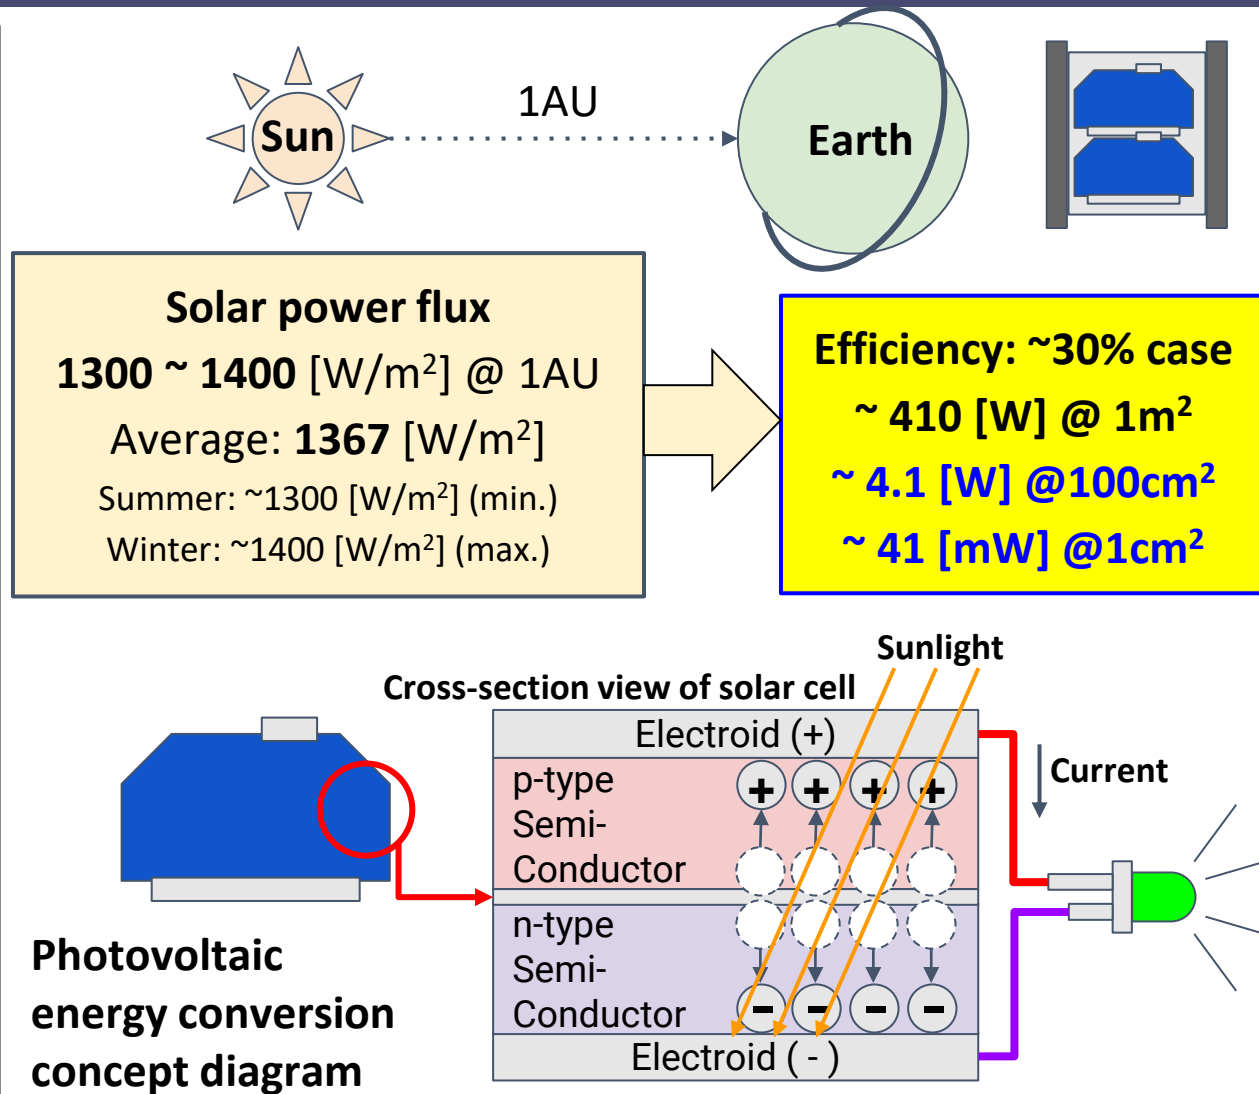 Sun
1AU
Earth
Solar power flux
1300 ~ 1400 [W/m²] @ 1AU
Average: 1367 [W/m²]
Summer: ~1300 [W/m²] (min.)
Winter: ~1400 [W/m²] (max.)
Efficiency: ~30% case
~ 410 [W] @ 1m²
~ 4.1 [W] @100cm²
~ 41 [mW] @1cm²
Sunlight
Cross-section view of solar cell
Electroid (+)
p-type
Semi-
Conductor
+ + + +
Current
n-type
Semi-
Conductor
- - - -
Electroid ( - )
Photovoltaic
energy conversion
concept diagram